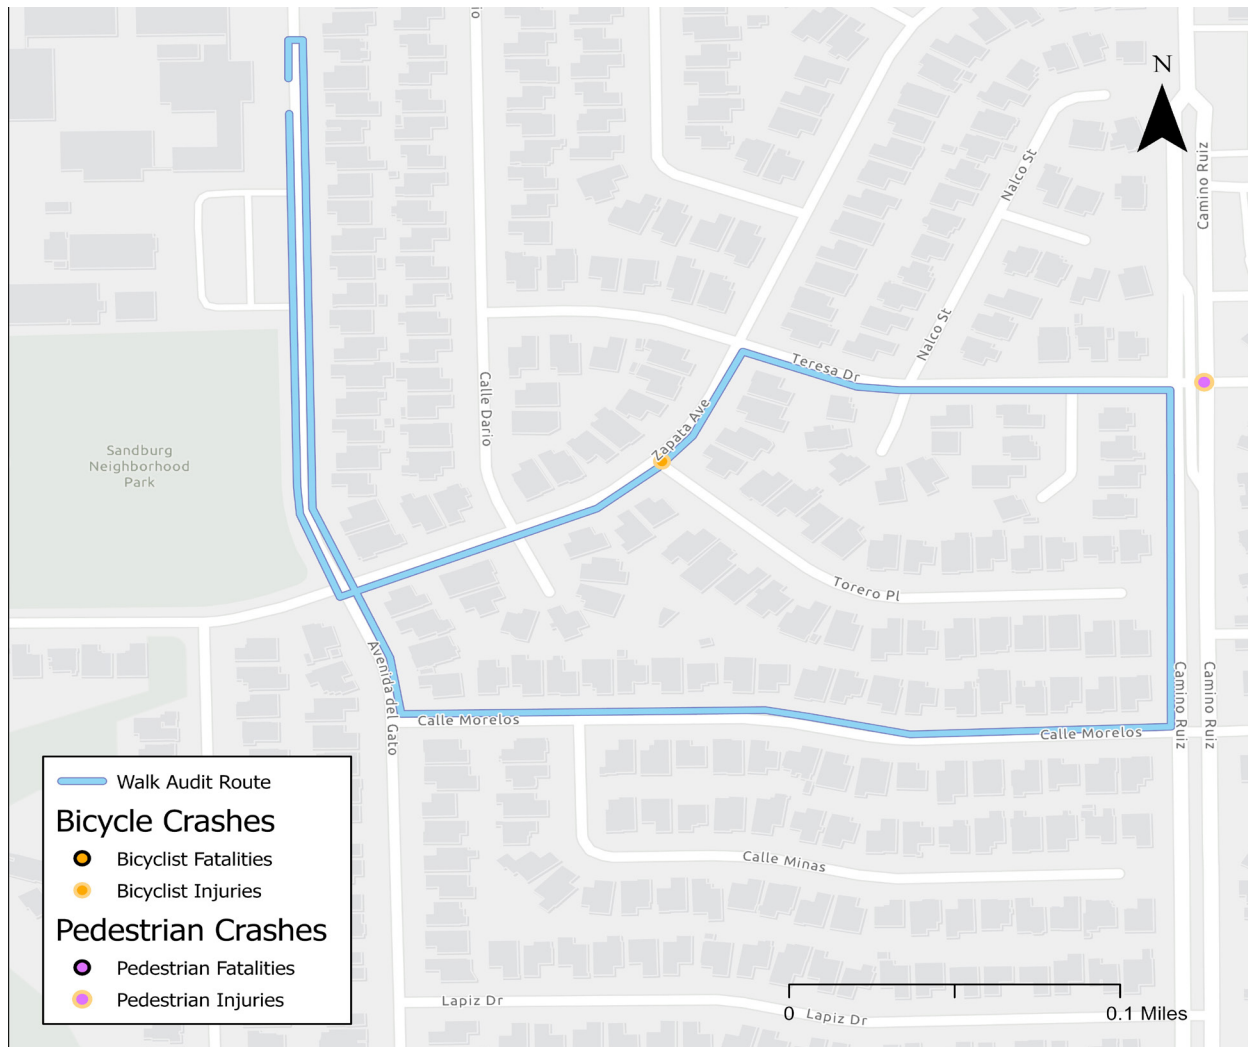 io
N
Camino Ruiz
Nalco St
Nalco St
Teresa Dr
Calle Dario
Zapata Ave
Sandburg
Neighborhood
Park
Torero Pl
Avenida del Gato
Calle Morelos
Calle Morelos
Camino Ruiz
Camino Ruiz
Walk Audit Route
Bicycle Crashes
Bicyclist Fatalities
Bicyclist Injuries
Pedestrian Crashes
Pedestrian Fatalities
Pedestrian Injuries
Calle Minas
Lapiz Dr
Lapiz Dr
0
0.1 Miles